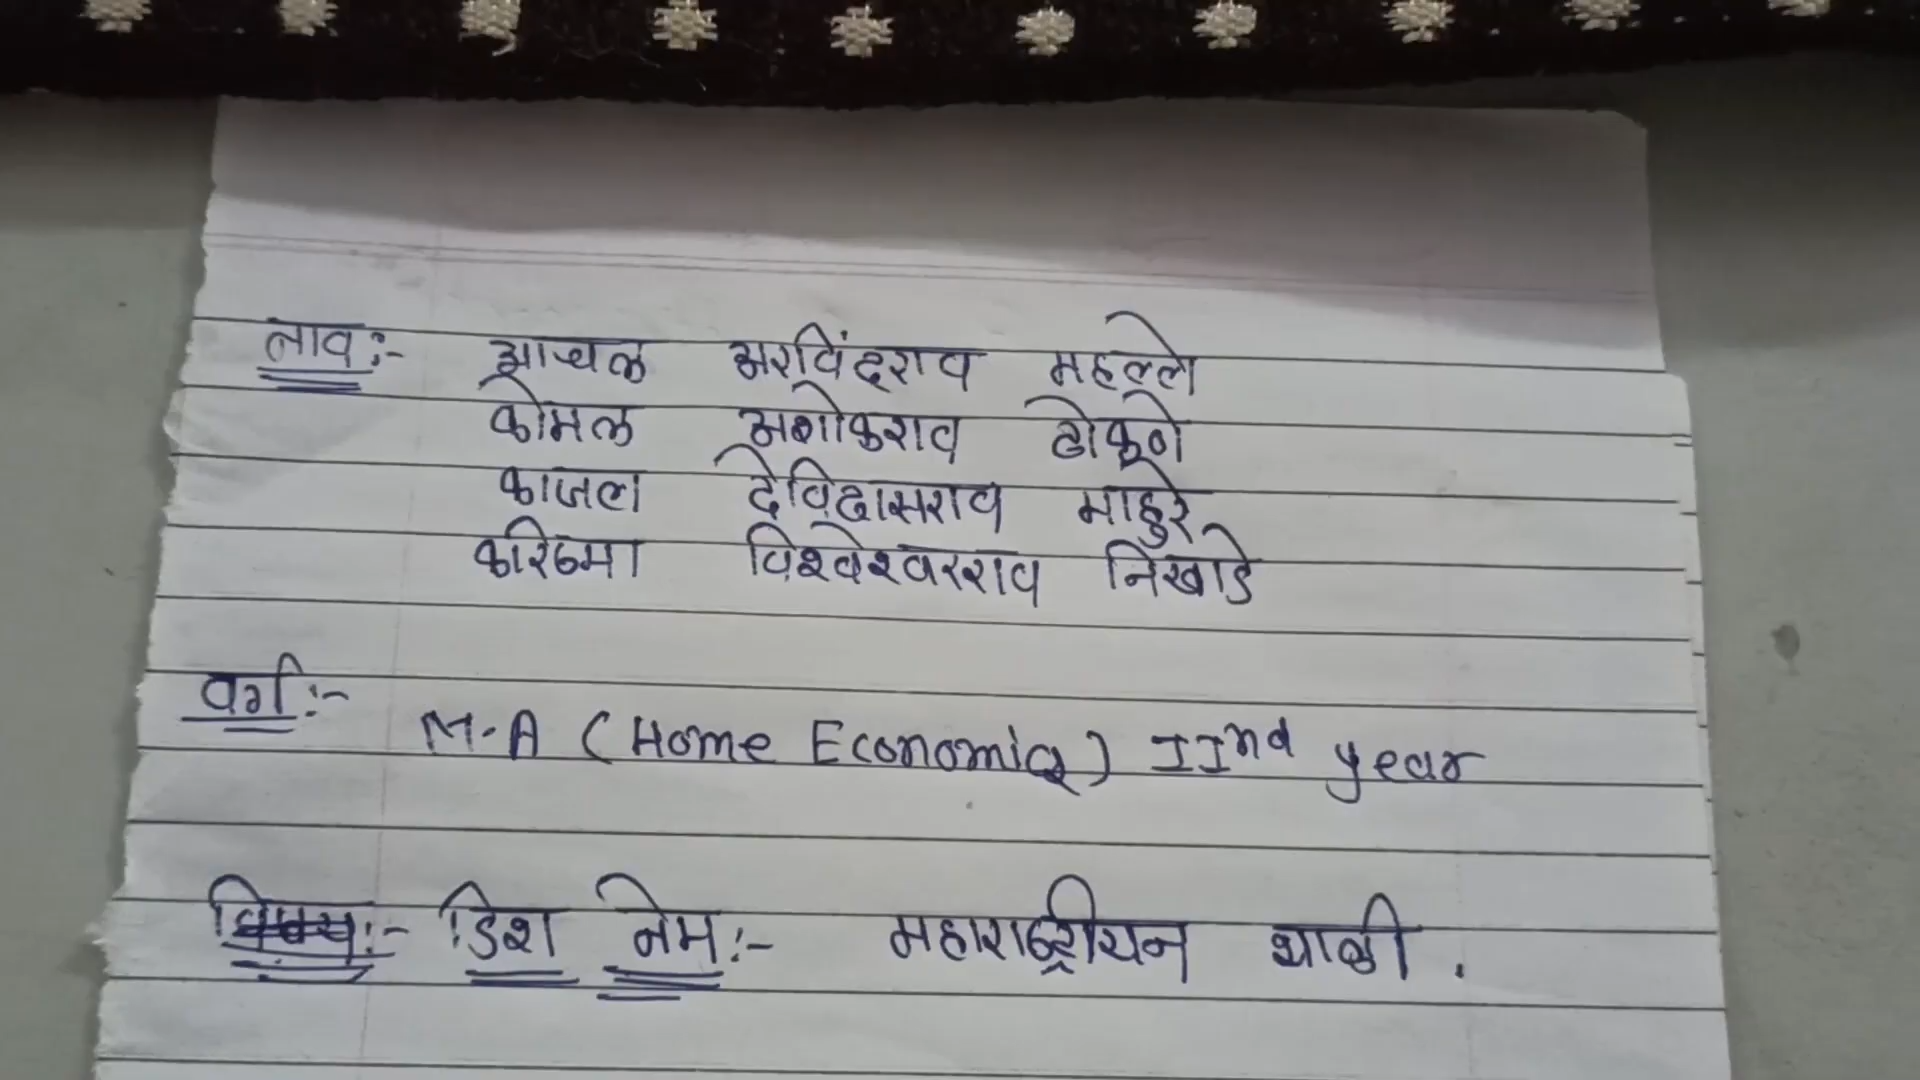 नाव:- आचल अरविंदराव महल्ले
कोमल अशोकराव ढोकणे
काजल देविदासराव माहुरे
करिष्मा विश्वेश्वरराव निखाडे
वर्ग:- M.A (Home Economics) IInd year
विषय:- डिश नेम:- महाराष्ट्रीयन थाळी.